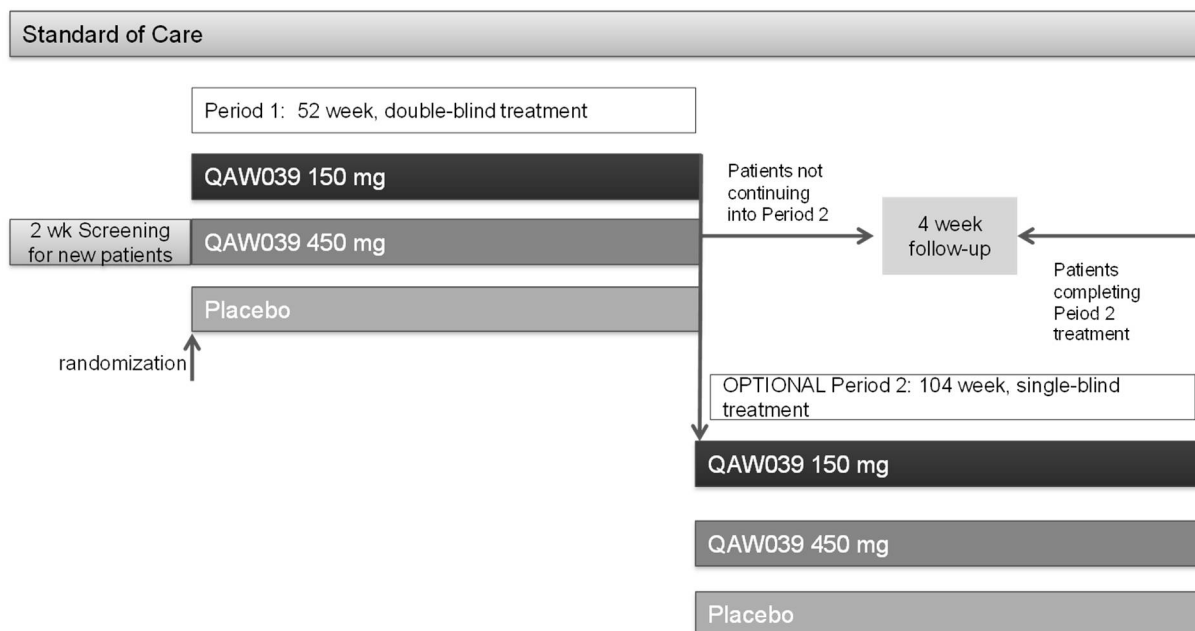 Standard of Care
Period 1: 52 week, double-blind treatment
QAW039 150 mg
2 wk Screening
for new patients
QAW039 450 mg
Placebo
randomization
Patients not
continuing
into Period 2
4 week
follow-up
Patients
completing
Peiod 2
treatment
OPTIONAL Period 2: 104 week, single-blind
treatment
QAW039 150 mg
QAW039 450 mg
Placebo